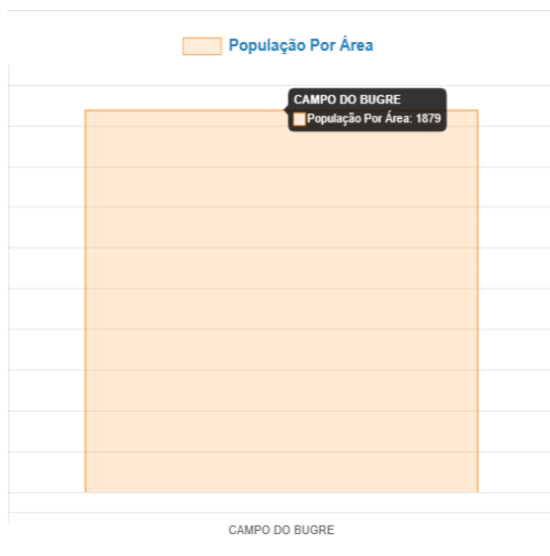 População Por Área
CAMPO DO BUGRE
População Por Área: 1879
CAMPO DO BUGRE